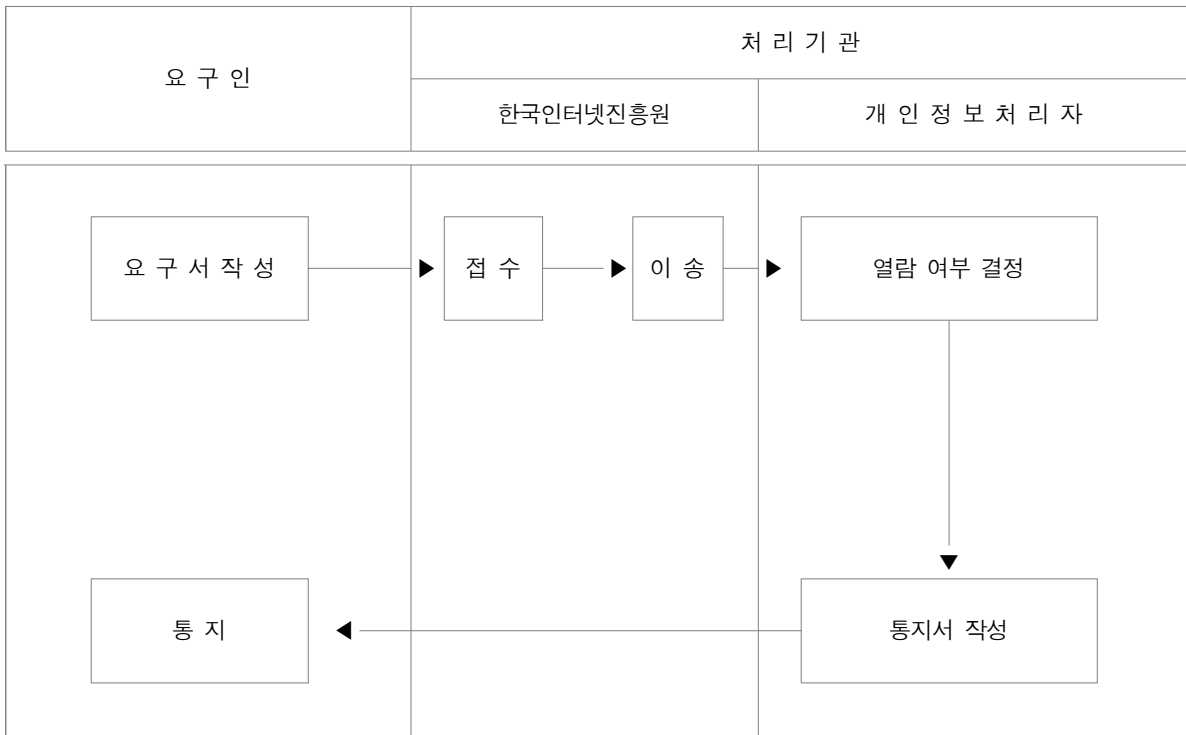 요 구 인
처 리 기 관
한국인터넷진흥원
개 인 정 보 처 리 자
요 구 서 작 성
접 수
이 송
열람 여부 결정
통 지
통지서 작성